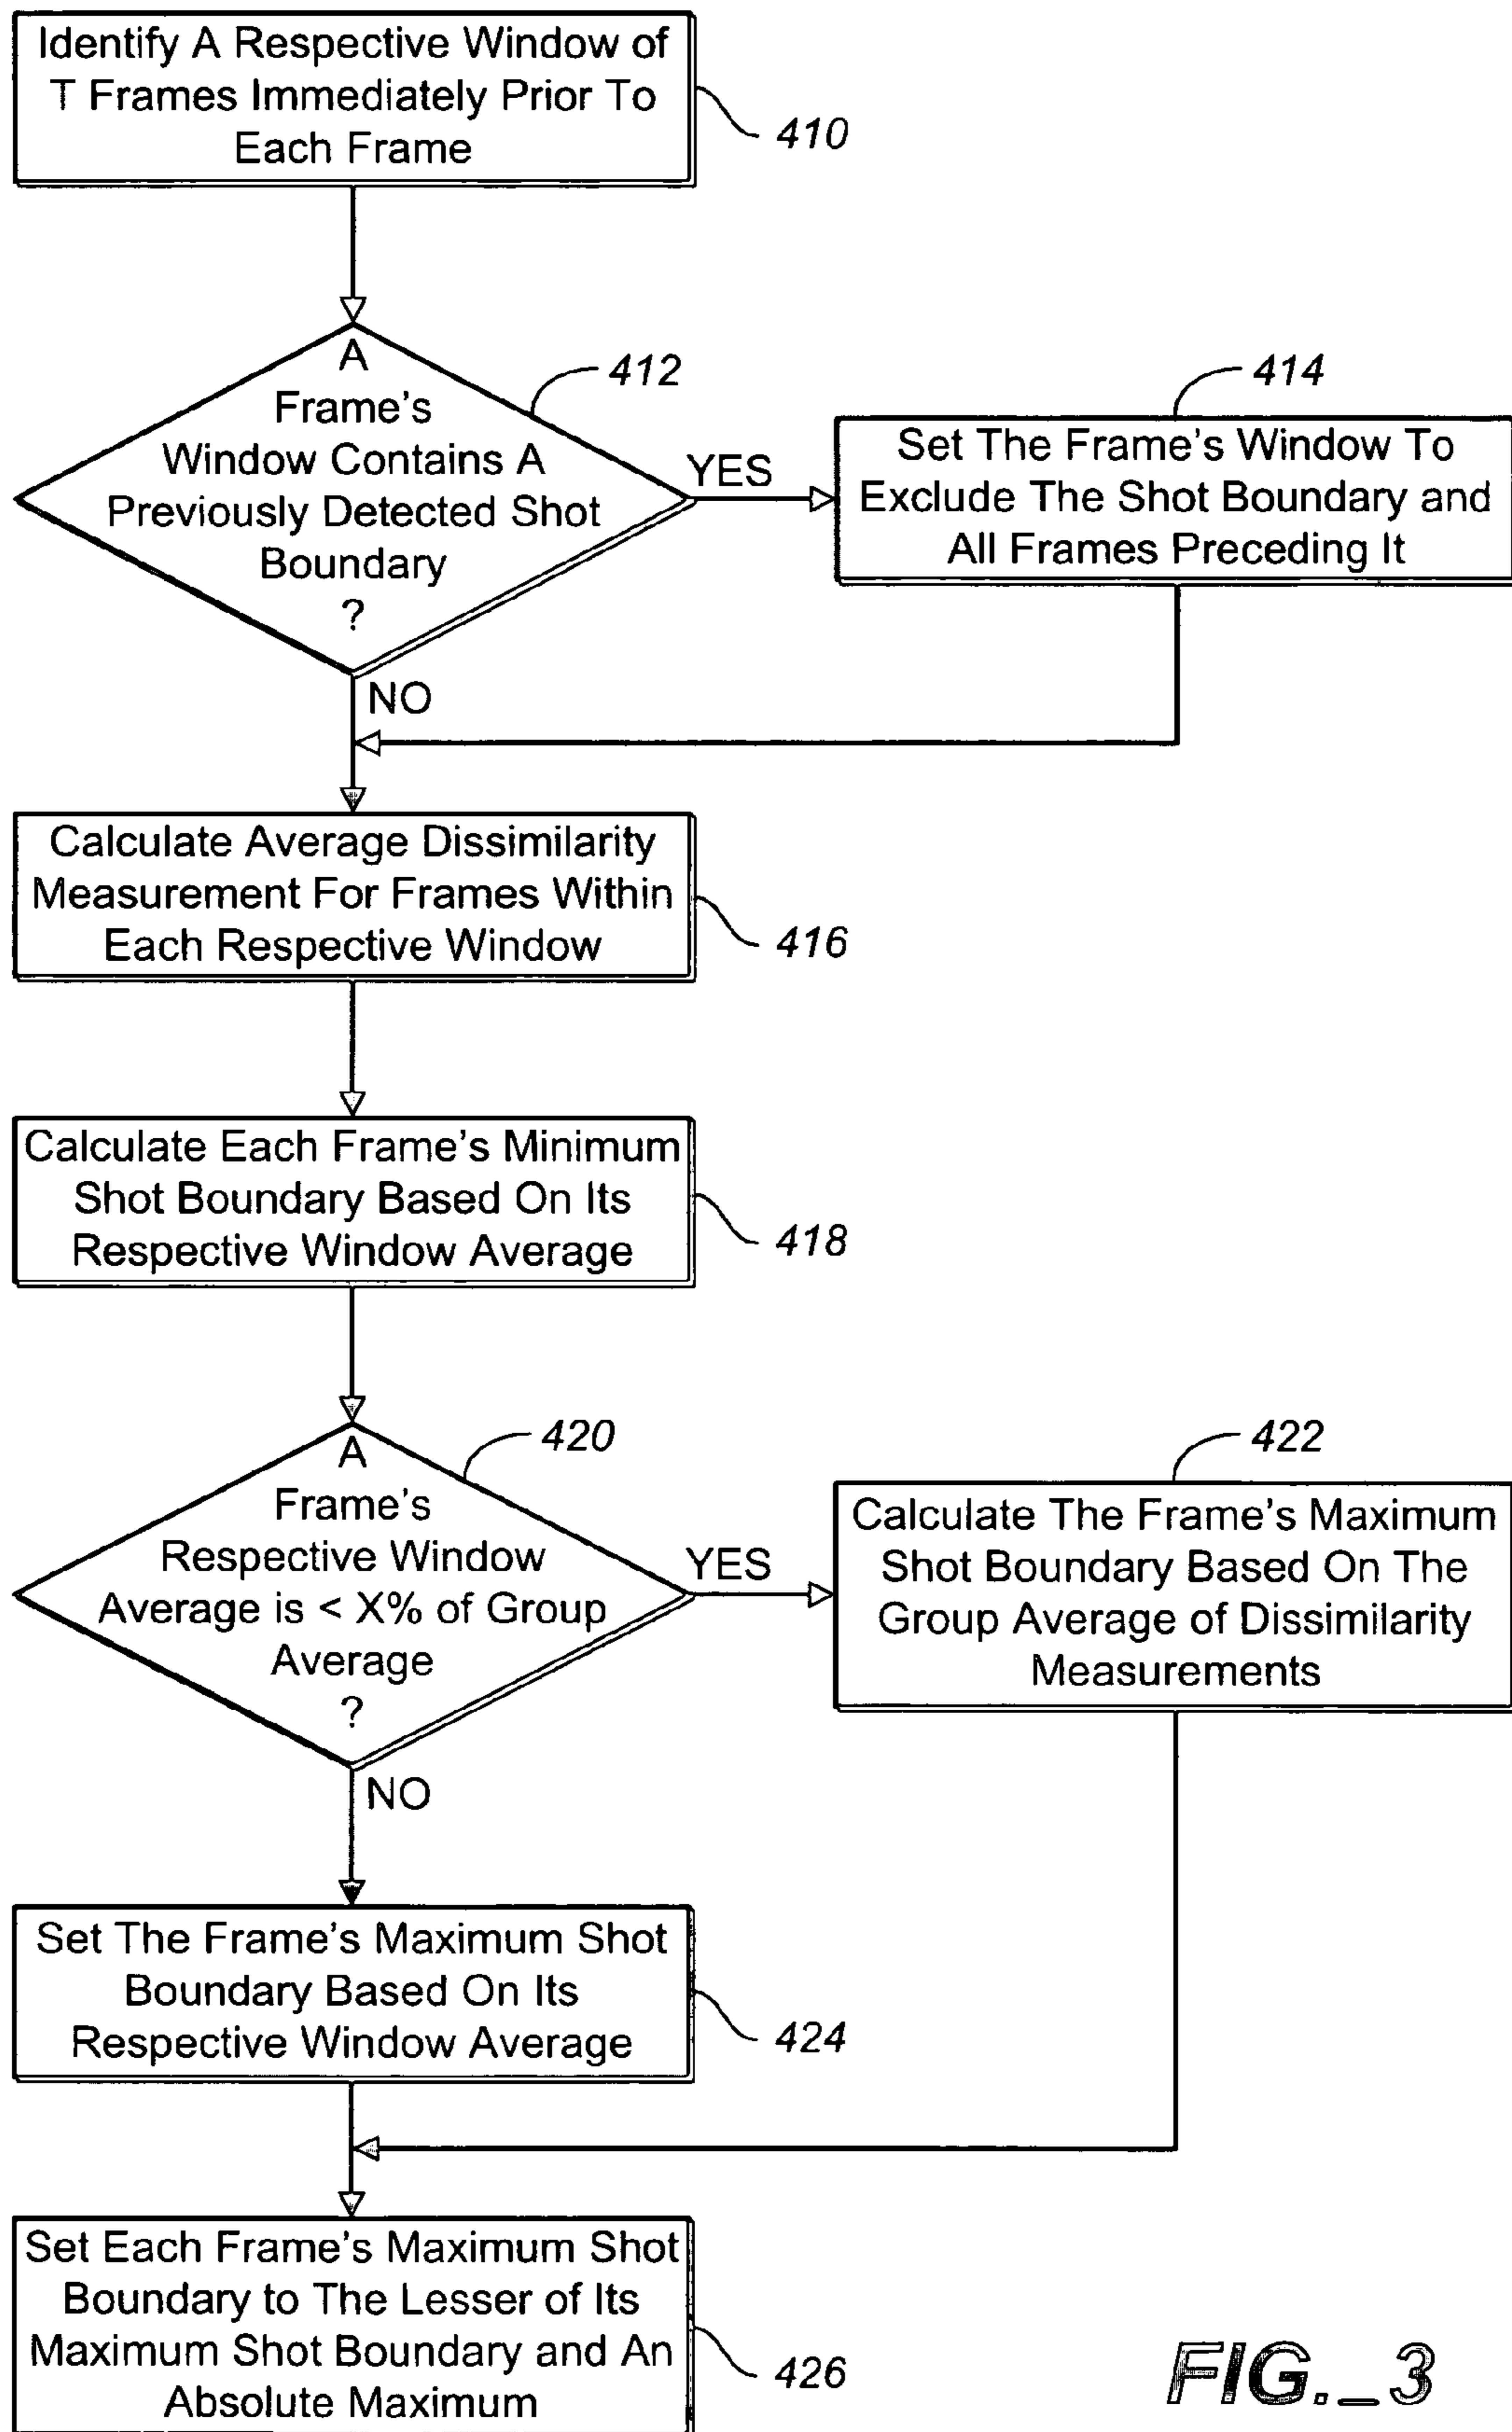 Identify A Respective Window of
T Frames Immediately Prior To
Each Frame
410
A
Frame's
Window Contains A
Previously Detected Shot
Boundary
?
412
YES
NO
414
Set The Frame's Window To
Exclude The Shot Boundary and
All Frames Preceding It
Calculate Average Dissimilarity
Measurement For Frames Within
Each Respective Window
416
Calculate Each Frame's Minimum
Shot Boundary Based On Its
Respective Window Average
418
A
Frame's
Respective Window
Average is < X% of Group
Average
?
420
YES
NO
422
Calculate The Frame's Maximum
Shot Boundary Based On The
Group Average of Dissimilarity
Measurements
Set The Frame's Maximum Shot
Boundary Based On Its
Respective Window Average
424
Set Each Frame's Maximum Shot
Boundary to The Lesser of Its
Maximum Shot Boundary and An
Absolute Maximum
426
FIG._3